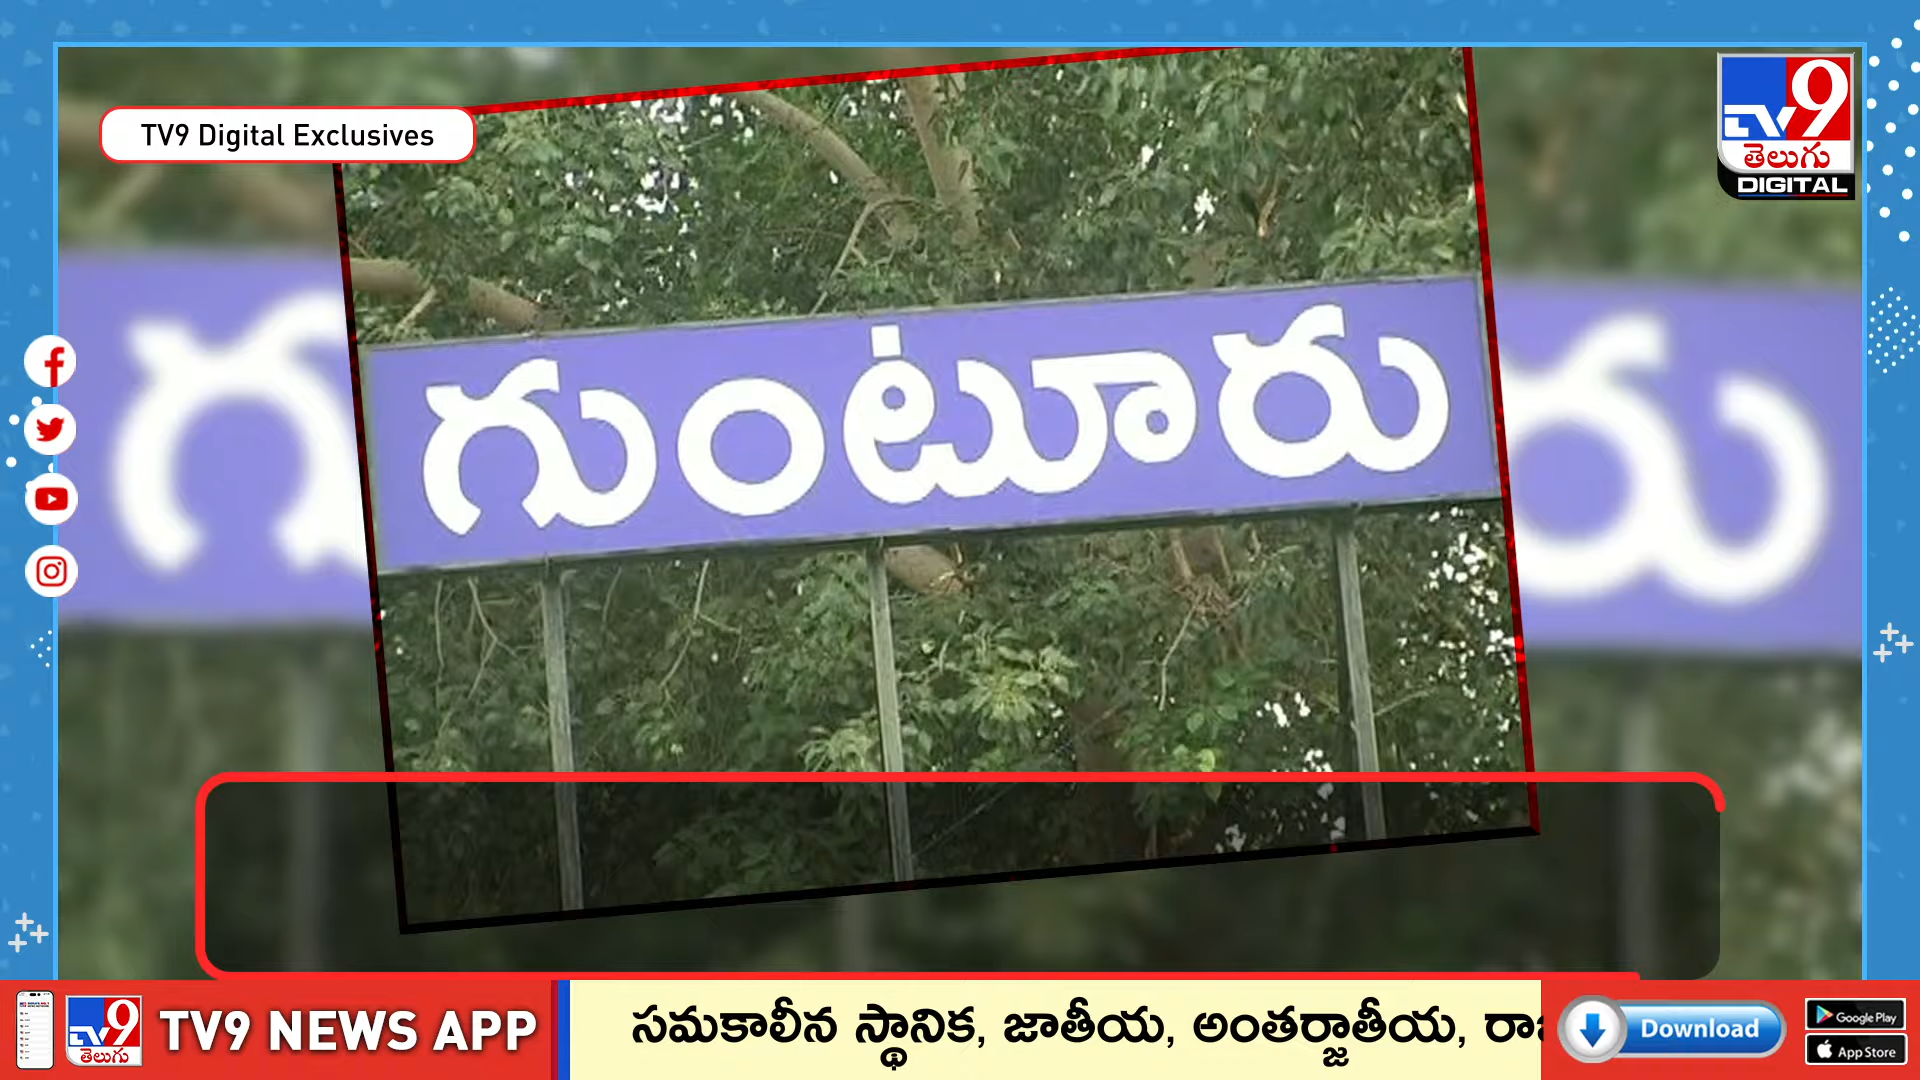 TV9 Digital Exclusives
TV9
తెలుగు
DIGITAL
గుంటూరు
TV9
తెలుగు
TV9 NEWS APP
సమకాలీన స్థానిక, జాతీయ, అంతర్జాతీయ,
Download
Google Play
App Store